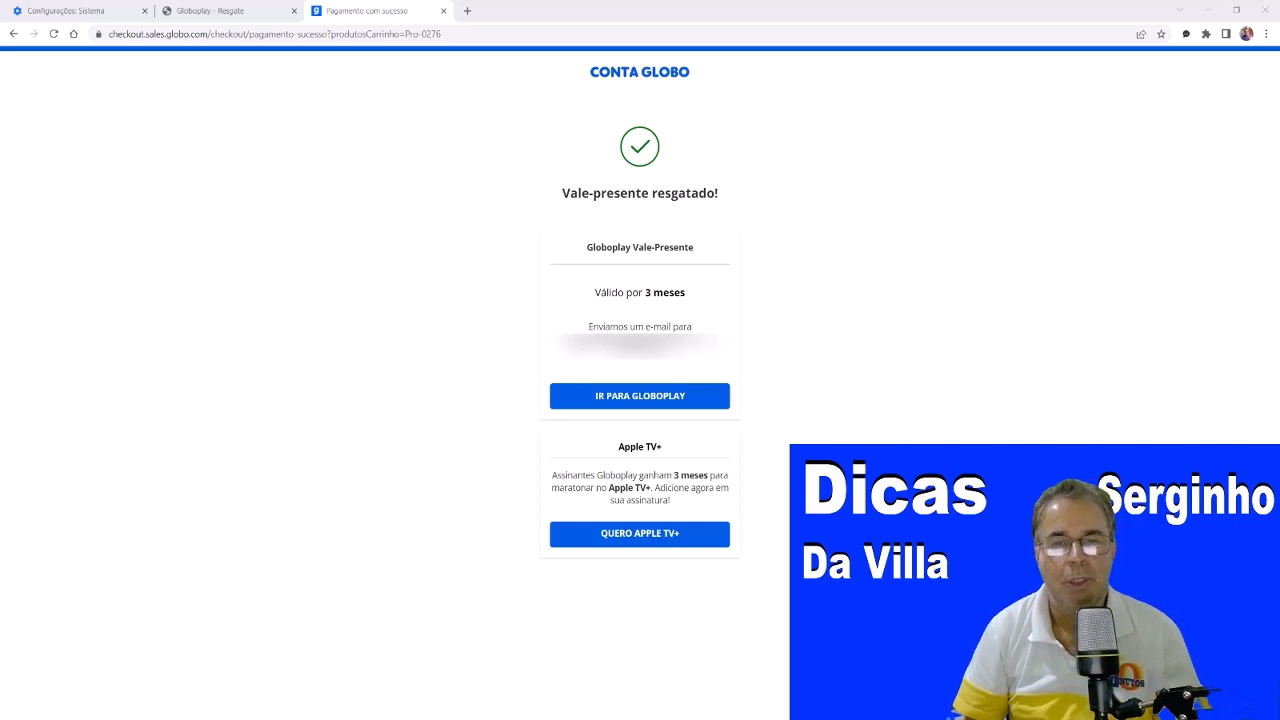 Configurações: Sistema
Globoplay - Resgate
Pagamento com sucesso
checkout.sales.globo.com/checkout/pagamento-sucesso?produtosCarrinho=Pro-0276
CONTA GLOBO
Vale-presente resgatado!
Globoplay Vale-Presente
Válido por 3 meses
Enviamos um e-mail para
IR PARA GLOBOPLAY
Apple TV+
Assinantes Globoplay ganham 3 meses para
maratonar no Apple TV+. Adicione agora em
sua assinatura!
QUERO APPLE TV+
Dicas Serginho
Da Villa